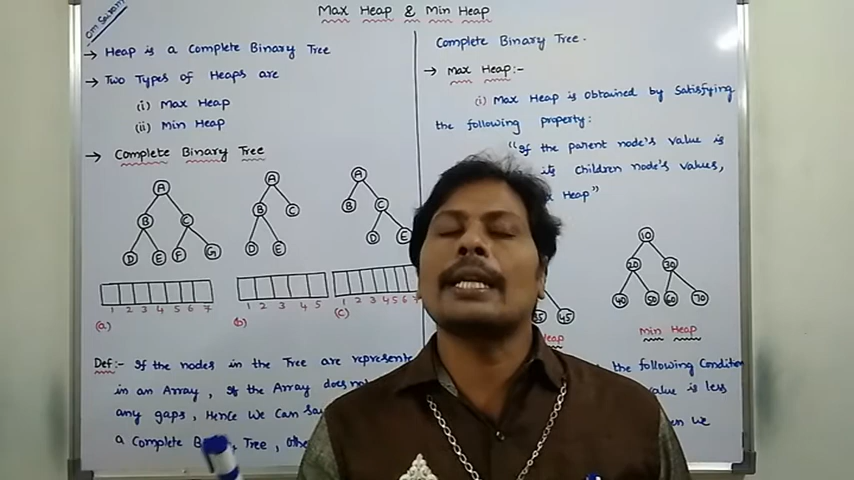 Om Sairam
Max Heap & Min Heap
→ Heap is a Complete Binary Tree
→ Two Types of Heaps are
(i) Max Heap
(ii) Min Heap
→ Complete Binary Tree
A
B C
D E F G
1 2 3 4 5 6 7
(a)
A
B C
D E
1 2 3 4 5
(b)
A
B C
D E
1 2 3 4 5 6 7
(c)
Def:- If the nodes in the Tree are represente
in an Array, If the Array does
any gaps, Hence We Can
a Complete Tree,
Complete Binary Tree.
→ Max Heap:-
(i) Max Heap is obtained by Satisfying
the following property:
"If the parent node's value is
its Children node's values,
Heap"
35 45
10
20 30
40 50 60 70
Min Heap
the following Condition
value is less
we